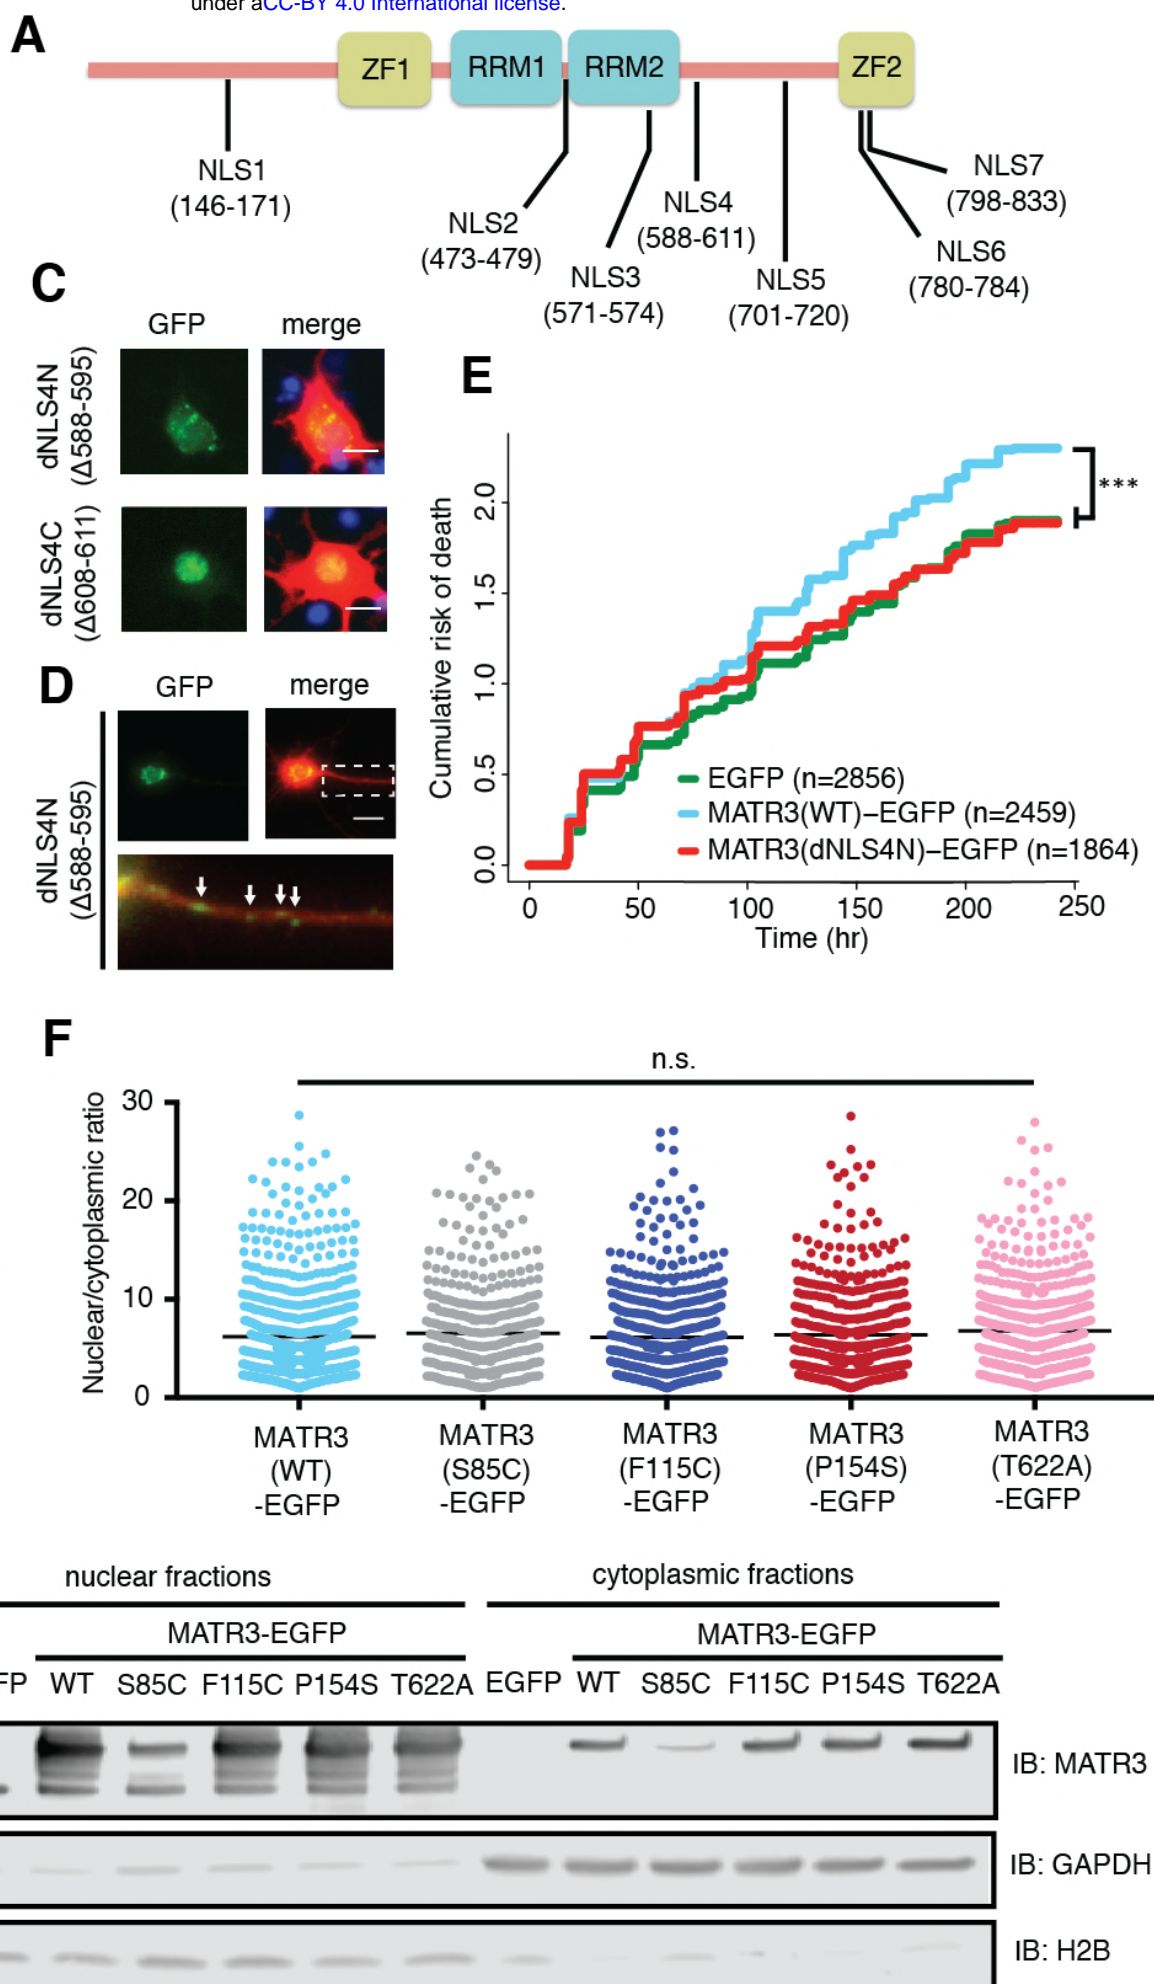 under aCC-BY 4.0 International license.
A
ZF1
RRM1
RRM2
ZF2
NLS1
(146-171)
NLS2
(473-479)
NLS3
(571-574)
NLS4
(588-611)
NLS5
(701-720)
NLS7
(798-833)
NLS6
(780-784)
C
GFP
merge
dNLS4N
(Δ588-595)
dNLS4C
(Δ608-611)
D
GFP
merge
dNLS4N
(Δ588-595)
E
Cumulative risk of death
2.0
1.5
1.0
0.5
0.0
***
EGFP (n=2856)
MATR3(WT)–EGFP (n=2459)
MATR3(dNLS4N)–EGFP (n=1864)
0 50 100 150 200 250
Time (hr)
F
n.s.
Nuclear/cytoplasmic ratio
30
20
10
0
MATR3 MATR3 MATR3 MATR3 MATR3
(WT) (S85C) (F115C) (P154S) (T622A)
-EGFP -EGFP -EGFP -EGFP -EGFP
nuclear fractions cytoplasmic fractions
MATR3-EGFP MATR3-EGFP
FP WT S85C F115C P154S T622A EGFP WT S85C F115C P154S T622A
IB: MATR3
IB: GAPDH
IB: H2B